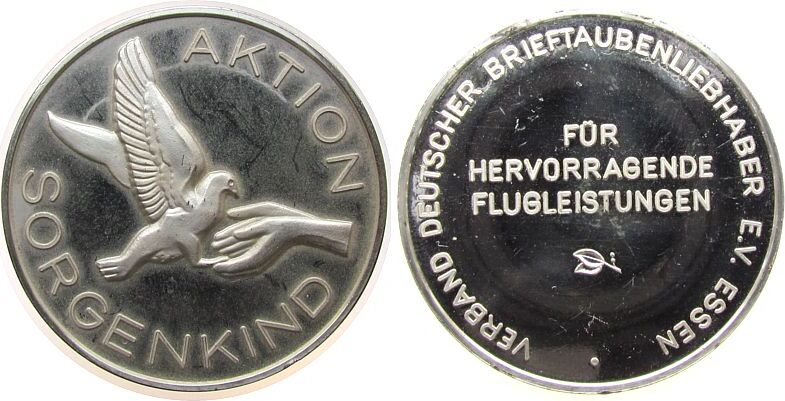 AKTION
SORGENKIND
VERBAND DEUTSCHER BRIEFTAUBENLIEBHABER E.V. ESSEN
FÜR
HERVORRAGENDE
FLUGLEISTUNGEN